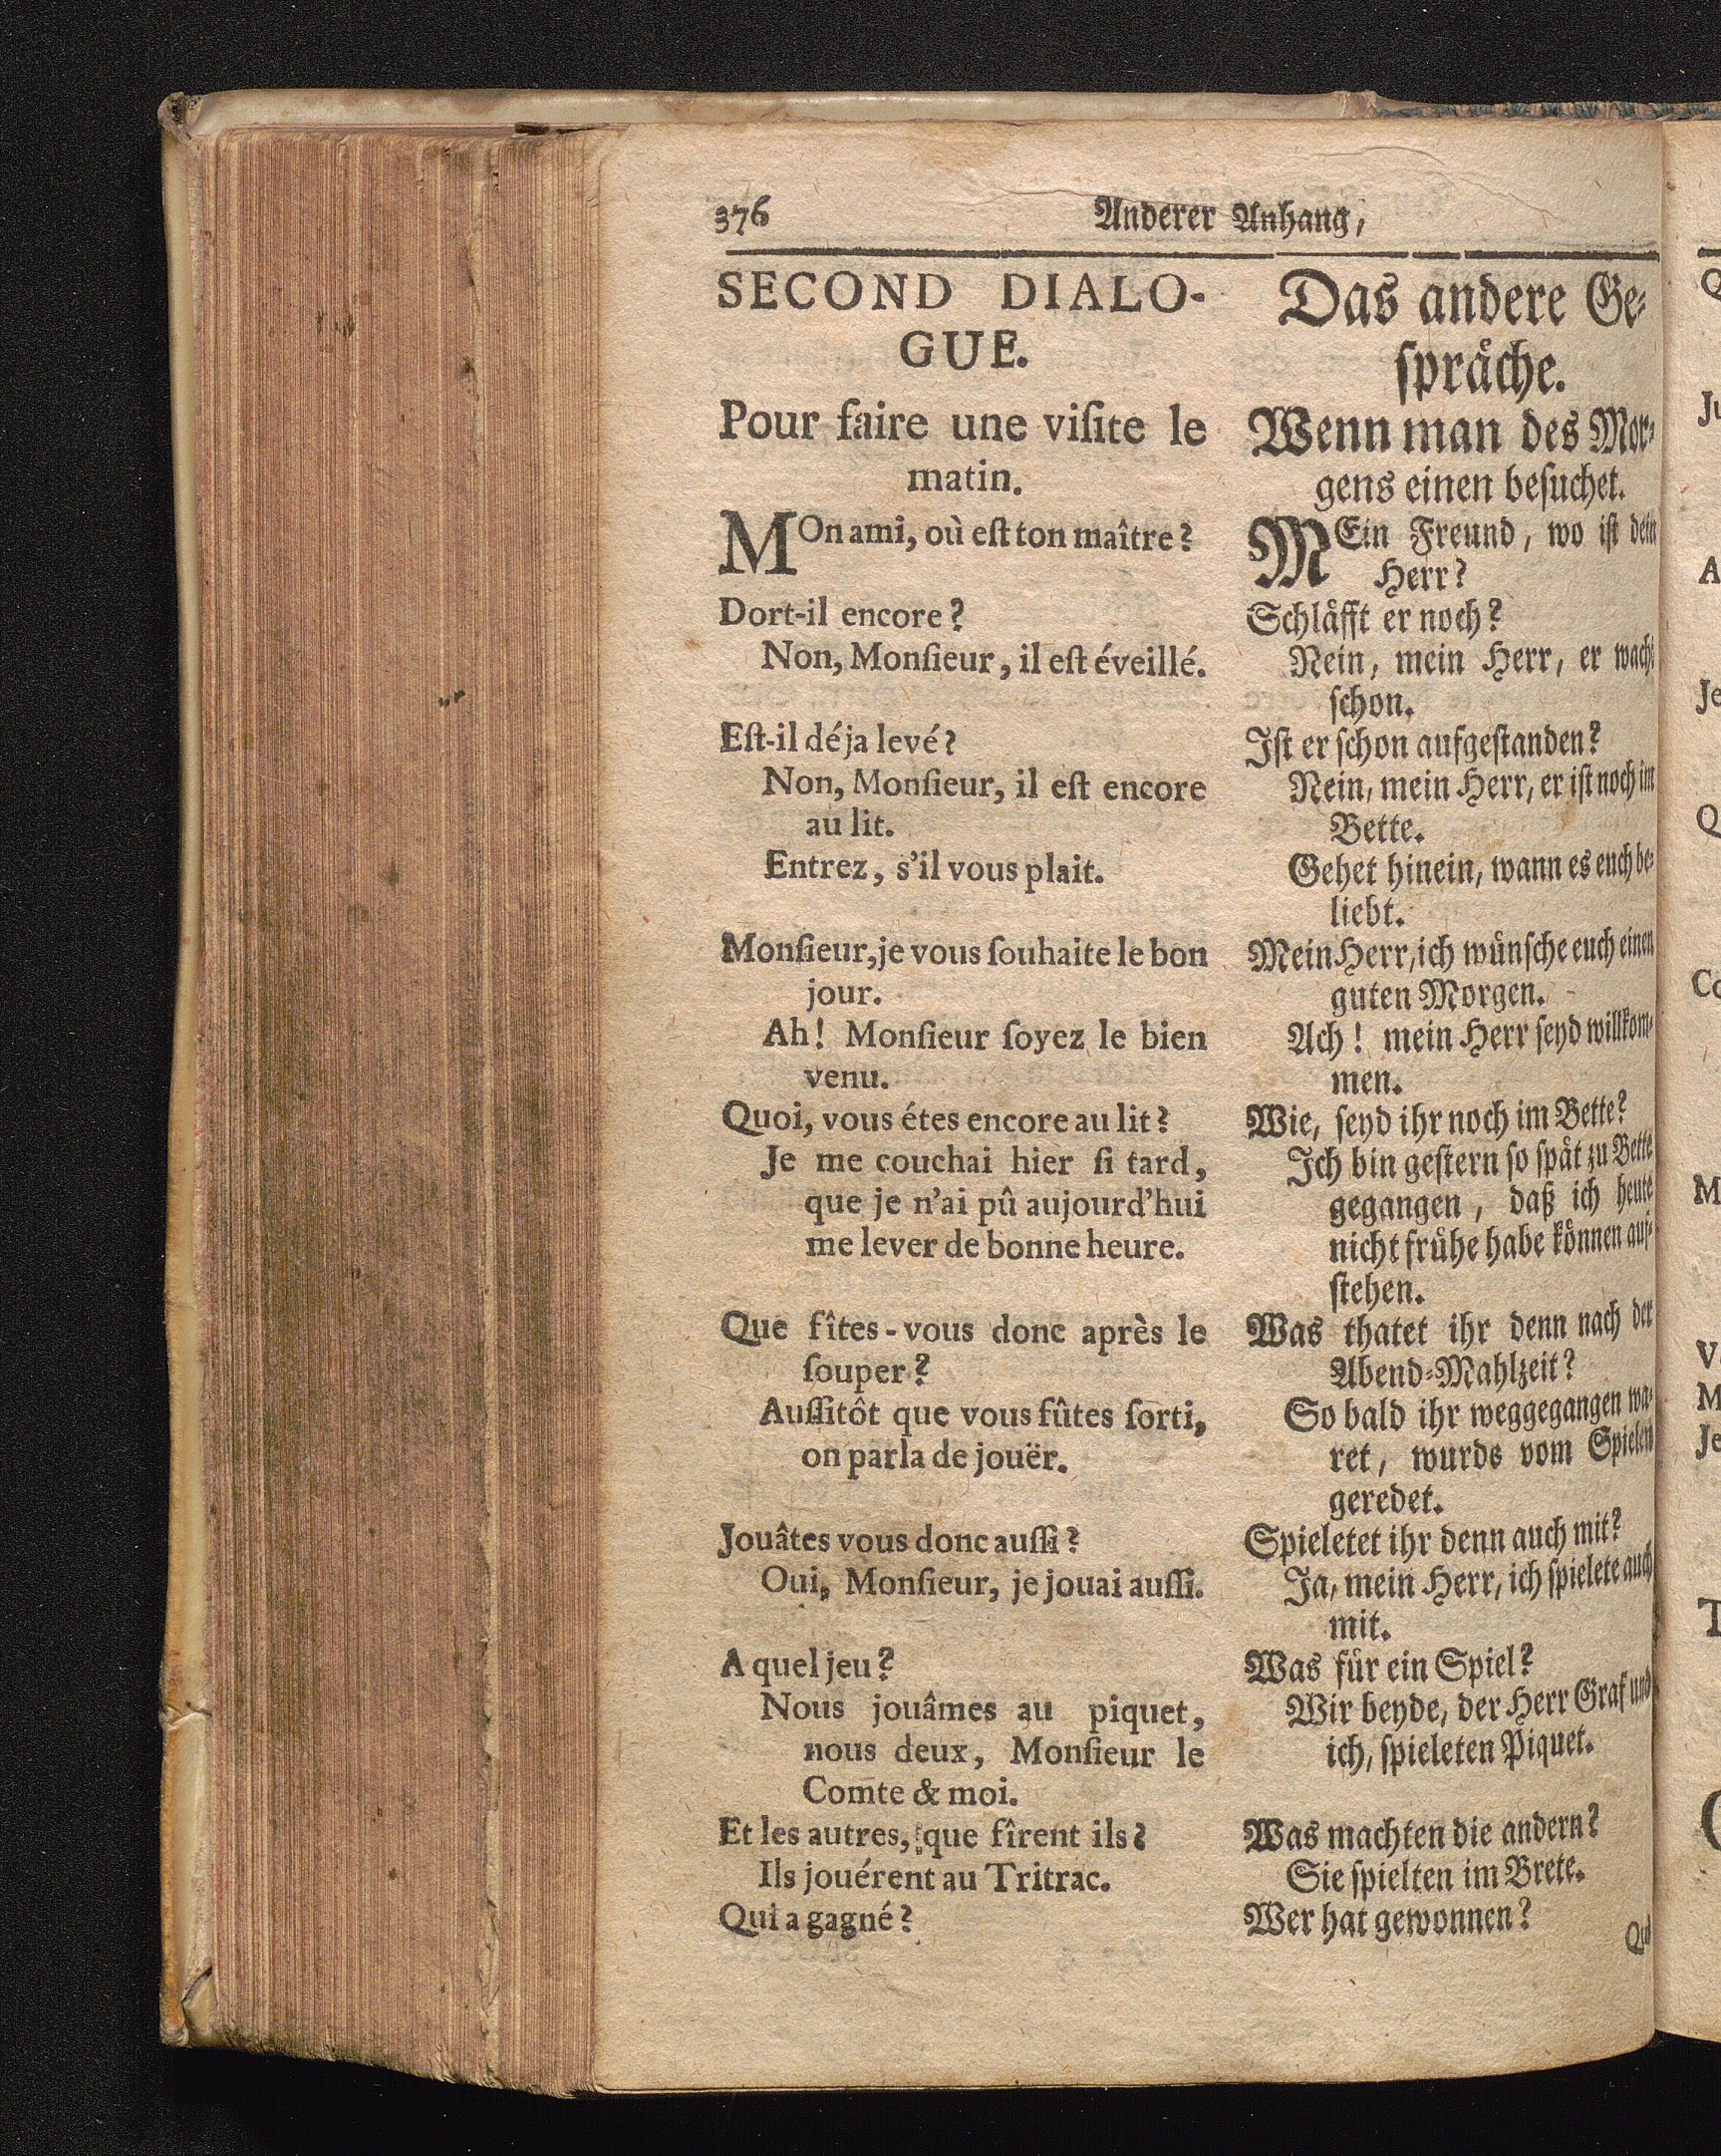 376
Anderer Anhang,
SECOND DIALO-
GUE.
Pour faire une viſite le
matin.
MOn ami, où eſt ton maître?
Dort-il encore?
Non, Monſieur, il eſt éveillé.
Eſt-il déja levé?
Non, Monſieur, il eſt encore
au lit.
Entrez, s'il vous plait.
Monſieur, je vous ſouhaite le bon
jour.
Ah! Monſieur ſoyez le bien
venu.
Quoi, vous étes encore au lit?
Je me couchai hier ſi tard,
que je n'ai pû aujourd'hui
me lever de bonne heure.
Que fîtes-vous donc après le
ſouper?
Auſſitôt que vous fûtes ſorti,
on parla de jouër.
Jouâtes vous donc auſſi?
Oui, Monſieur, je jouai auſſi.
A quel jeu?
Nous jouâmes au piquet,
nous deux, Monſieur le
Comte & moi.
Et les autres, que fîrent ils?
Ils jouérent au Tritrac.
Qui a gagné?
Das andere Ge-
ſpräche.
Wenn man des Mor-
gens einen beſuchet.
MEin Freund, wo iſt dein
Herr?
Schläfft er noch?
Nein, mein Herr, er wacht
ſchon.
Iſt er ſchon aufgeſtanden?
Nein, mein Herr, er iſt noch im
Bette.
Gehet hinein, wann es euch be-
liebt.
Mein Herr, ich wünſche euch einen
guten Morgen.
Ach! mein Herr ſeyd willkom-
men.
Wie, ſeyd ihr noch im Bette?
Ich bin geſtern ſo ſpät zu Bette
gegangen, daß ich heute
nicht frühe habe können auf-
ſtehen.
Was thatet ihr denn nach der
Abend-Mahlzeit?
So bald ihr weggegangen wa-
ret, wurde vom Spielen
geredet.
Spieletet ihr denn auch mit?
Ja, mein Herr, ich ſpielete auch
mit.
Was für ein Spiel?
Wir beyde, der Herr Graf und
ich, ſpieleten Piquet.
Was machten die andern?
Sie ſpielten im Brete.
Wer hat gewonnen?
Qui